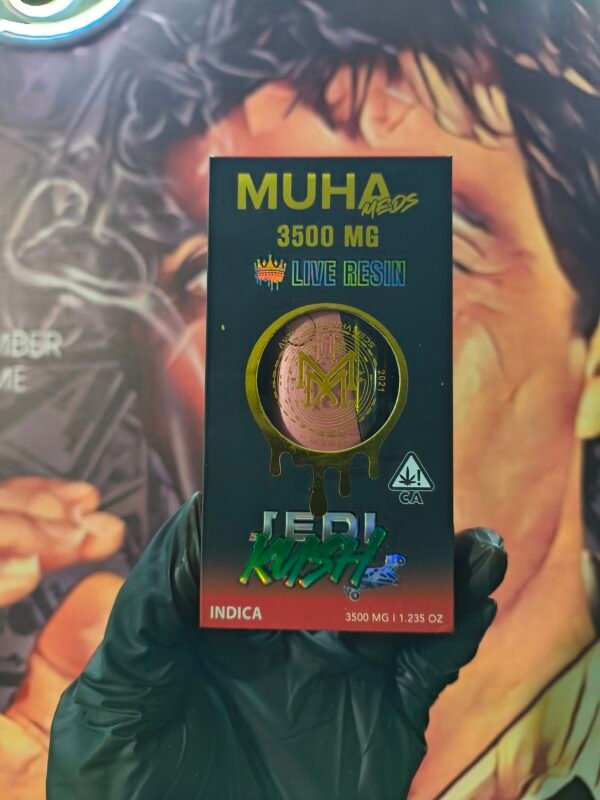 MUHA
MEDS
3500 MG
LIVE RESIN
2021
CA
JEDI
KUSH
INDICA
3500 MG | 1.235 OZ
MBER
ME